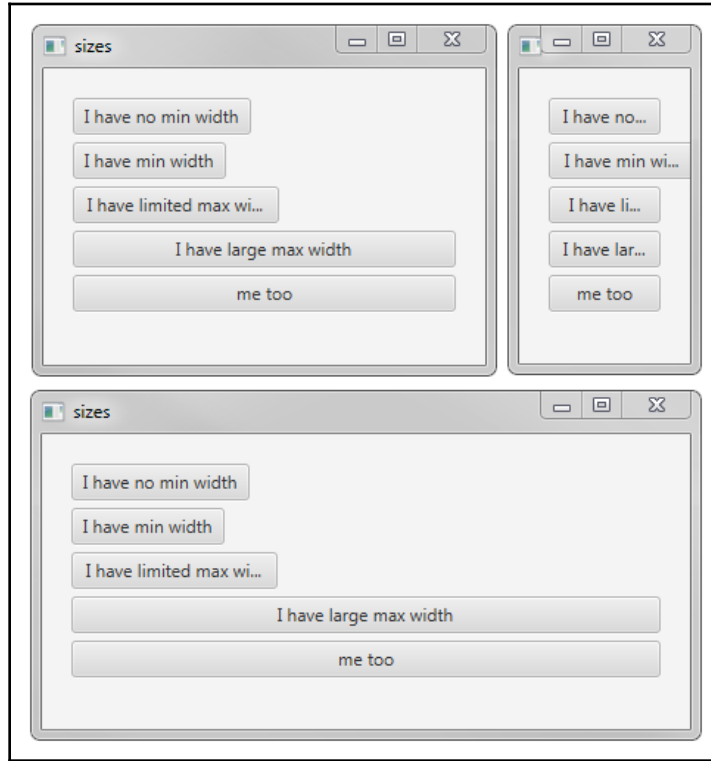 sizes
I have no min width
I have min width
I have limited max wi...
I have large max width
me too
I have no...
I have min wi...
I have li...
I have lar...
me too
sizes
I have no min width
I have min width
I have limited max wi...
I have large max width
me too